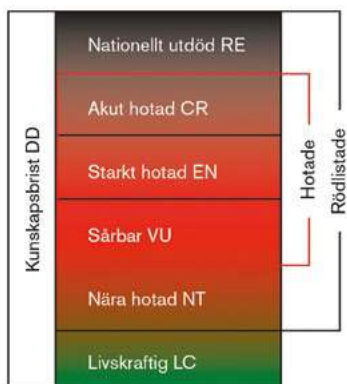 Kunskapsbrist DD
Nationellt utdöd RE
Akut hotad CR
Starkt hotad EN
Sårbar VU
Nära hotad NT
Livskraftig LC
Hotade
Rödlistade